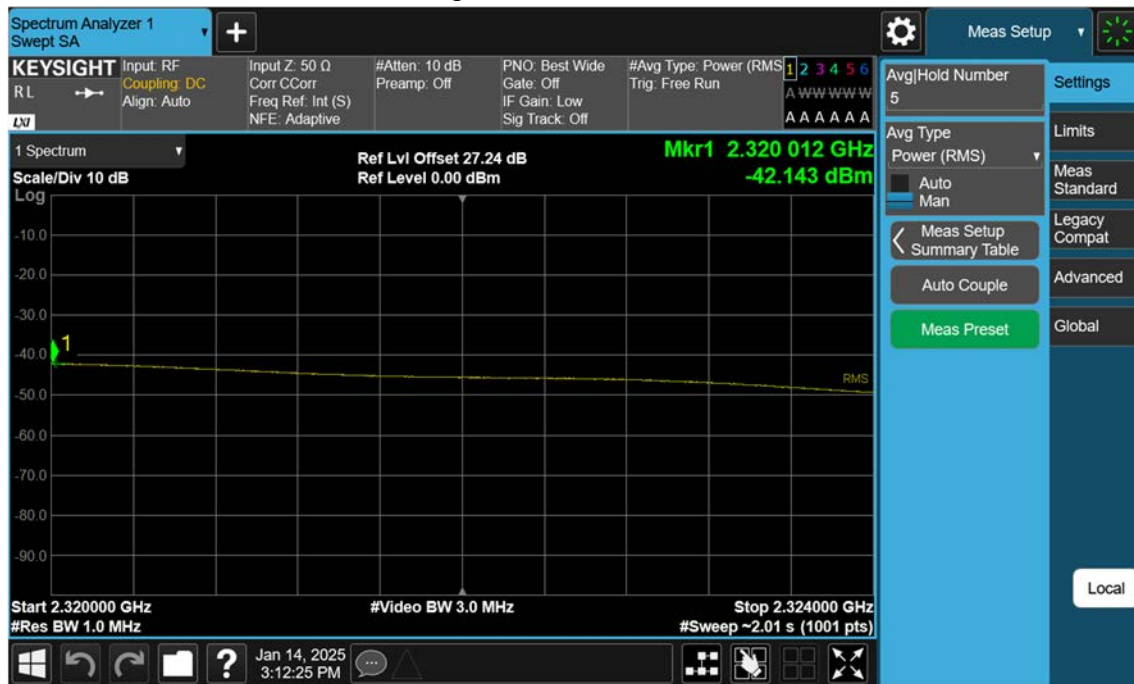 Spectrum Analyzer 1
Swept SA
+
Meas Setup
KEYSIGHT
RL
LXI
Input: RF
Coupling: DC
Align: Auto
Input Z: 50 Ω
Corr CCorr
Freq Ref: Int (S)
NFE: Adaptive
#Atten: 10 dB
Preamp: Off
PNO: Best Wide
Gate: Off
IF Gain: Low
Sig Track: Off
#Avg Type: Power (RMS
Trig: Free Run
1 2 3 4 5 6
A W W W W W
A A A A A A
1 Spectrum
Scale/Div 10 dB
Ref Lvl Offset 27.24 dB
Ref Level 0.00 dBm
Mkr1 2.320 012 GHz
-42.143 dBm
Log
-10.0
-20.0
-30.0
-40.0
-50.0
-60.0
-70.0
-80.0
-90.0
1
RMS
Start 2.320000 GHz
#Res BW 1.0 MHz
#Video BW 3.0 MHz
Stop 2.324000 GHz
#Sweep ~2.01 s (1001 pts)
Avg|Hold Number
5
Avg Type
Power (RMS)
Auto
Man
Meas Setup
Summary Table
Auto Couple
Meas Preset
Settings
Limits
Meas
Standard
Legacy
Compat
Advanced
Global
Local
?
Jan 14, 2025
3:12:25 PM